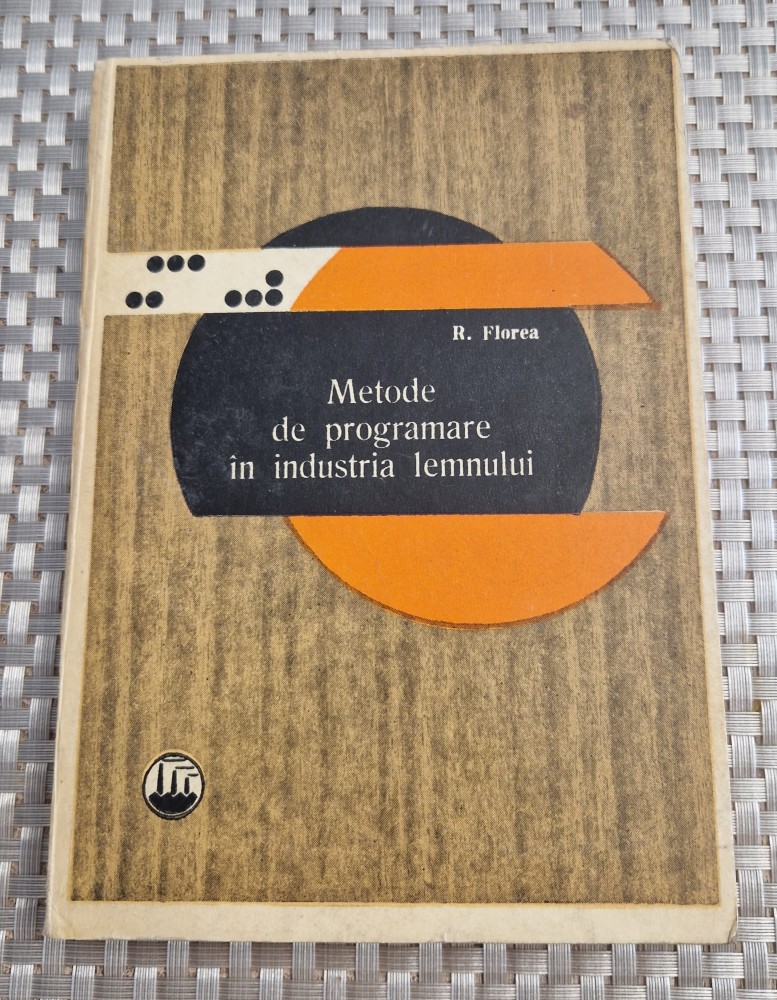 R. Florea
Metode
de programare
în industria lemnului